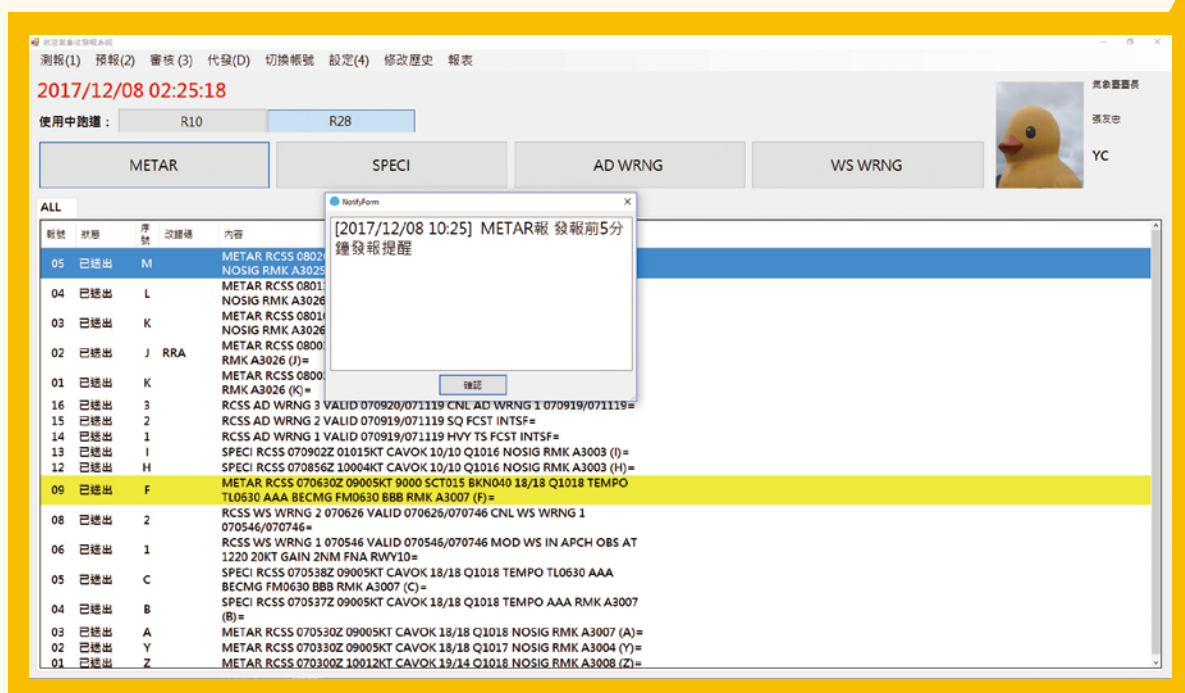 航空氣象收發報系統
測報(1) 預報(2) 審核 (3) 代發(D) 切換帳號 設定(4) 修改歷史 報表
2017/12/08 02:25:18
氣象臺臺長
使用中跑道： R10 R28
張友忠
METAR SPECI AD WRNG WS WRNG
YC
ALL
NotifyForm
[2017/12/08 10:25] METAR報 發報前5分
鐘發報提醒
確認
報號 狀態 序號 改錯碼 內容
05 已送出 M METAR RCSS 0802
NOSIG RMK A3025
04 已送出 L METAR RCSS 0801
NOSIG RMK A3026
03 已送出 K METAR RCSS 0801
NOSIG RMK A3026
02 已送出 J RRA METAR RCSS 0800
RMK A3026 (J)=
01 已送出 K METAR RCSS 0800
RMK A3026 (K)=
16 已送出 3 RCSS AD WRNG 3 VALID 070920/071119 CNL AD WRNG 1 070919/071119=
15 已送出 2 RCSS AD WRNG 2 VALID 070919/071119 SQ FCST INTSF=
14 已送出 1 RCSS AD WRNG 1 VALID 070919/071119 HVY TS FCST INTSF=
13 已送出 I SPECI RCSS 070902Z 01015KT CAVOK 10/10 Q1016 NOSIG RMK A3003 (I)=
12 已送出 H SPECI RCSS 070856Z 10004KT CAVOK 10/10 Q1016 NOSIG RMK A3003 (H)=
09 已送出 F METAR RCSS 070630Z 09005KT 9000 SCT015 BKN040 18/18 Q1018 TEMPO
TL0630 AAA BECMG FM0630 BBB RMK A3007 (F)=
08 已送出 2 RCSS WS WRNG 2 070626 VALID 070626/070746 CNL WS WRNG 1
070546/070746=
06 已送出 1 RCSS WS WRNG 1 070546 VALID 070546/070746 MOD WS IN APCH OBS AT
1220 20KT GAIN 2NM FNA RWY10=
05 已送出 C SPECI RCSS 070538Z 09005KT CAVOK 18/18 Q1018 TEMPO TL0630 AAA
BECMG FM0630 BBB RMK A3007 (C)=
04 已送出 B SPECI RCSS 070537Z 09005KT CAVOK 18/18 Q1018 TEMPO AAA RMK A3007
(B)=
03 已送出 A METAR RCSS 070530Z 09005KT CAVOK 18/18 Q1018 NOSIG RMK A3007 (A)=
02 已送出 Y METAR RCSS 070330Z 09005KT CAVOK 18/18 Q1017 NOSIG RMK A3004 (Y)=
01 已送出 Z METAR RCSS 070300Z 10012KT CAVOK 19/14 Q1018 NOSIG RMK A3008 (Z)=